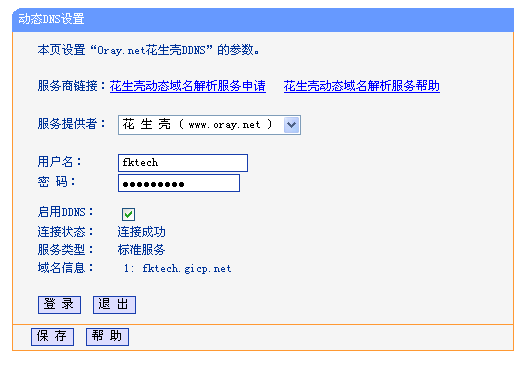 动态DNS设置
本页设置“Oray.net花生壳DDNS”的参数。
服务商链接：花生壳动态域名解析服务申请 花生壳动态域名解析服务帮助
服务提供者： 花 生 壳 ( www.oray.net )
用户名： fktech
密 码： ●●●●●●●●●
启用DDNS：
连接状态： 连接成功
服务类型： 标准服务
域名信息： 1: fktech.gicp.net
登 录 退 出
保 存 帮 助